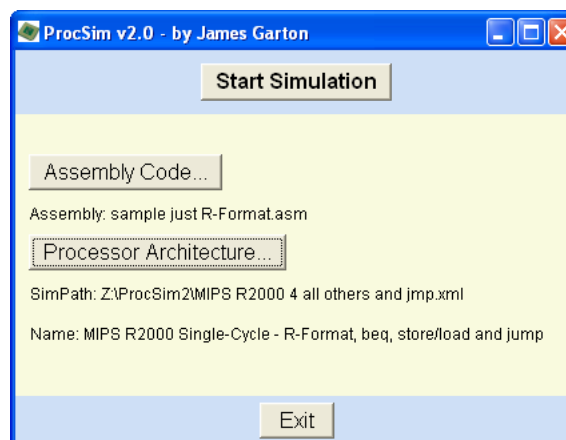 ProcSim v2.0 - by James Garton
Start Simulation
Assembly Code...
Assembly: sample just R-Format.asm
Processor Architecture...
SimPath: Z:\ProcSim2\MIPS R2000 4 all others and jmp.xml
Name: MIPS R2000 Single-Cycle - R-Format, beq, store/load and jump
Exit